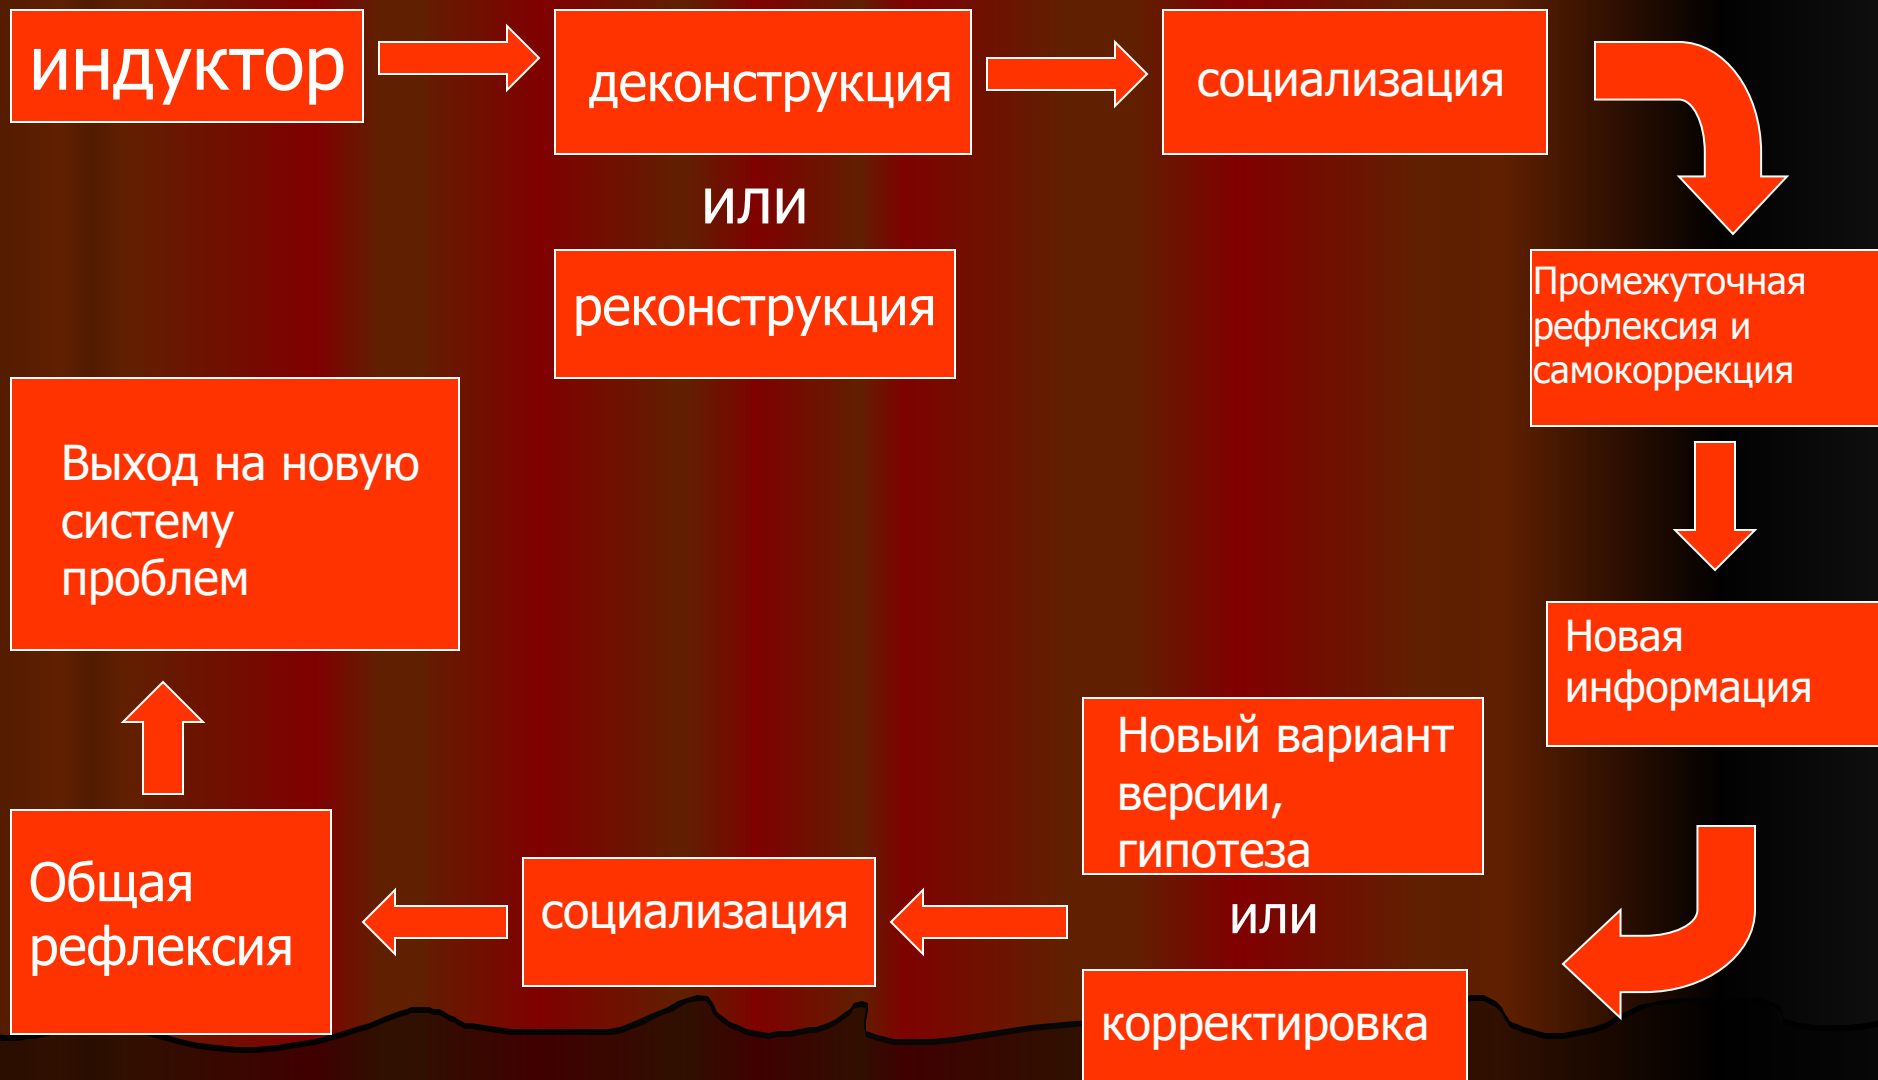 индуктор
деконструкция
или
реконструкция
социализация
Промежуточная
рефлексия и
самокоррекция
Новая
информация
Новый вариант
версии,
гипотеза
или
корректировка
социализация
Общая
рефлексия
Выход на новую
систему
проблем